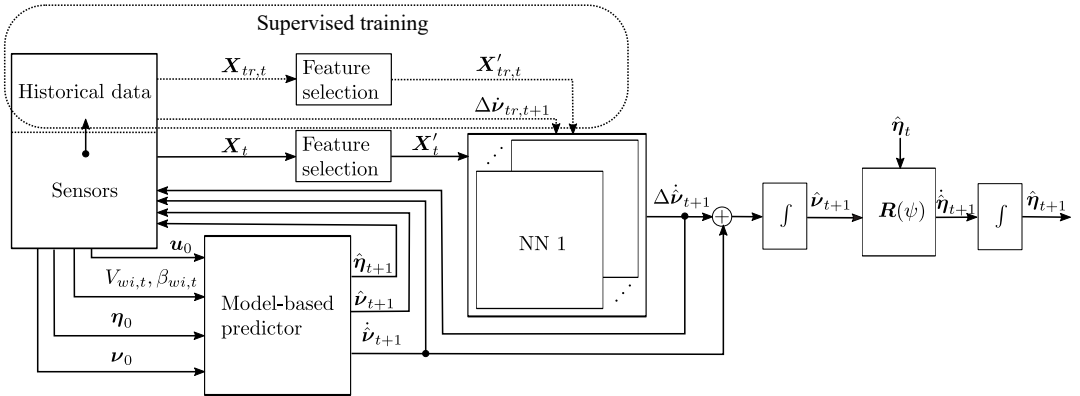 Supervised training
Historical data
Sensors
X_{tr,t}
Feature
selection
X'_{tr,t}
Δν̇_{tr,t+1}
X_t
Feature
selection
X'_t
NN 1
u_0
V_{wi,t}, β_{wi,t}
η_0
ν_0
Model-based
predictor
η̂_{t+1}
ν̂_{t+1}
ν̂̇_{t+1}
Δν̂̇_{t+1}
∫
ν̂_{t+1}
η̂_t
R(ψ)
η̂̇_{t+1}
∫
η̂_{t+1}